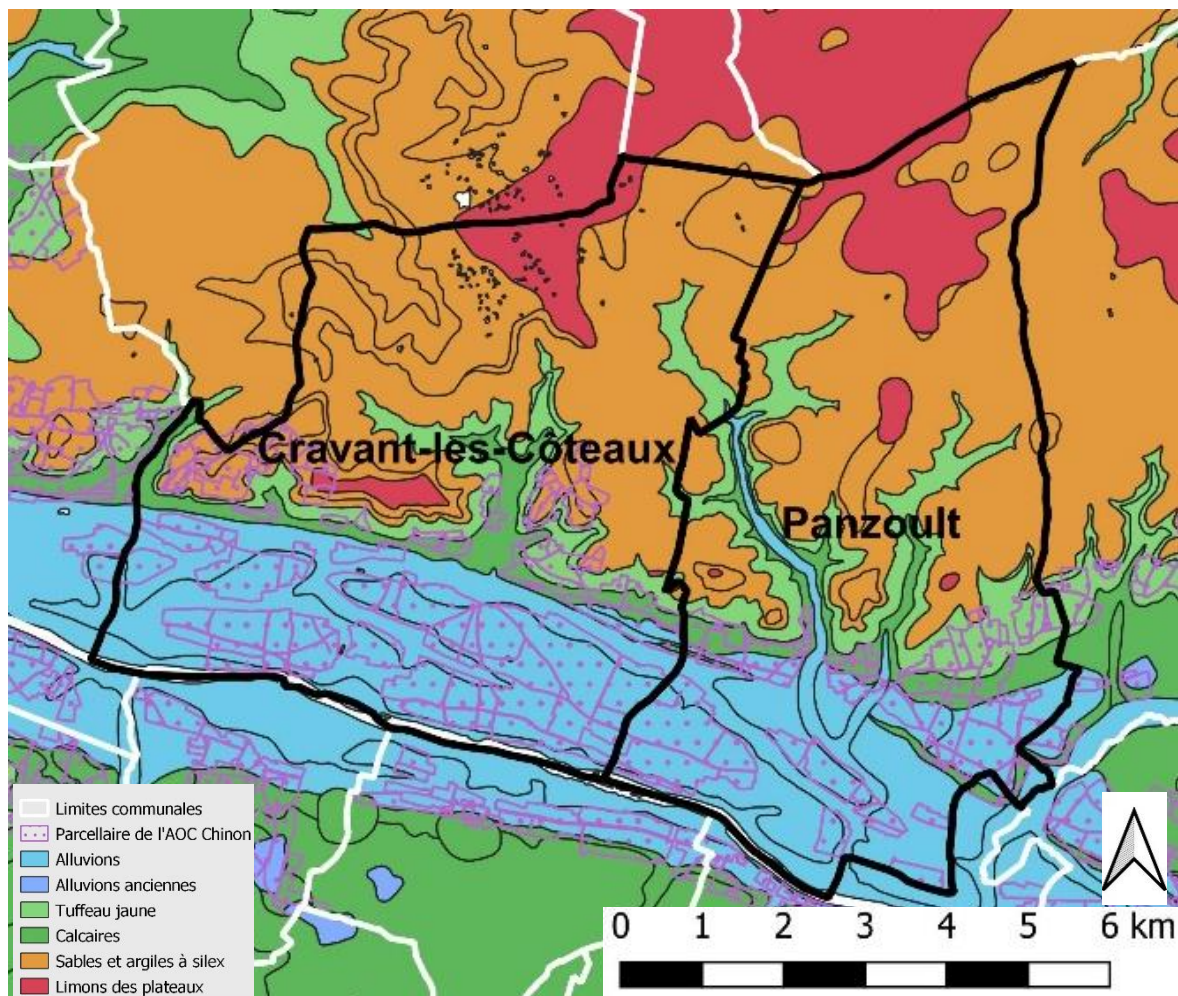 Cravant-les-Côteaux
Panzoult
Limites communales
Parcellaire de l'AOC Chinon
Alluvions
Alluvions anciennes
Tuffeau jaune
Calcaires
Sables et argiles à silex
Limons des plateaux
0 1 2 3 4 5 6 km